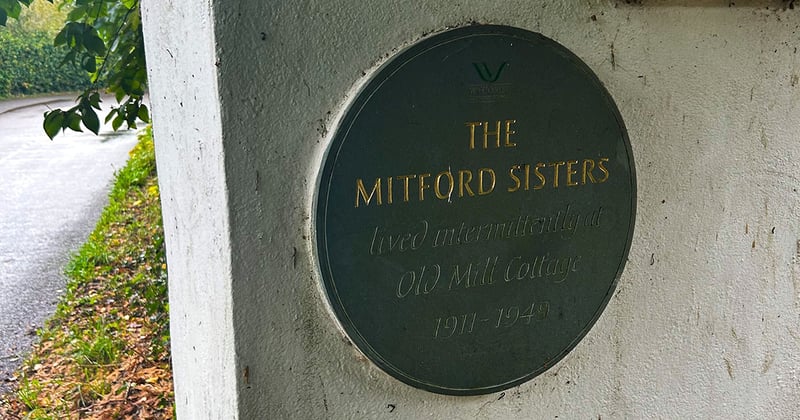 THE
MITFORD SISTERS
lived intermittently at
Old Mill Cottage
1911-1949